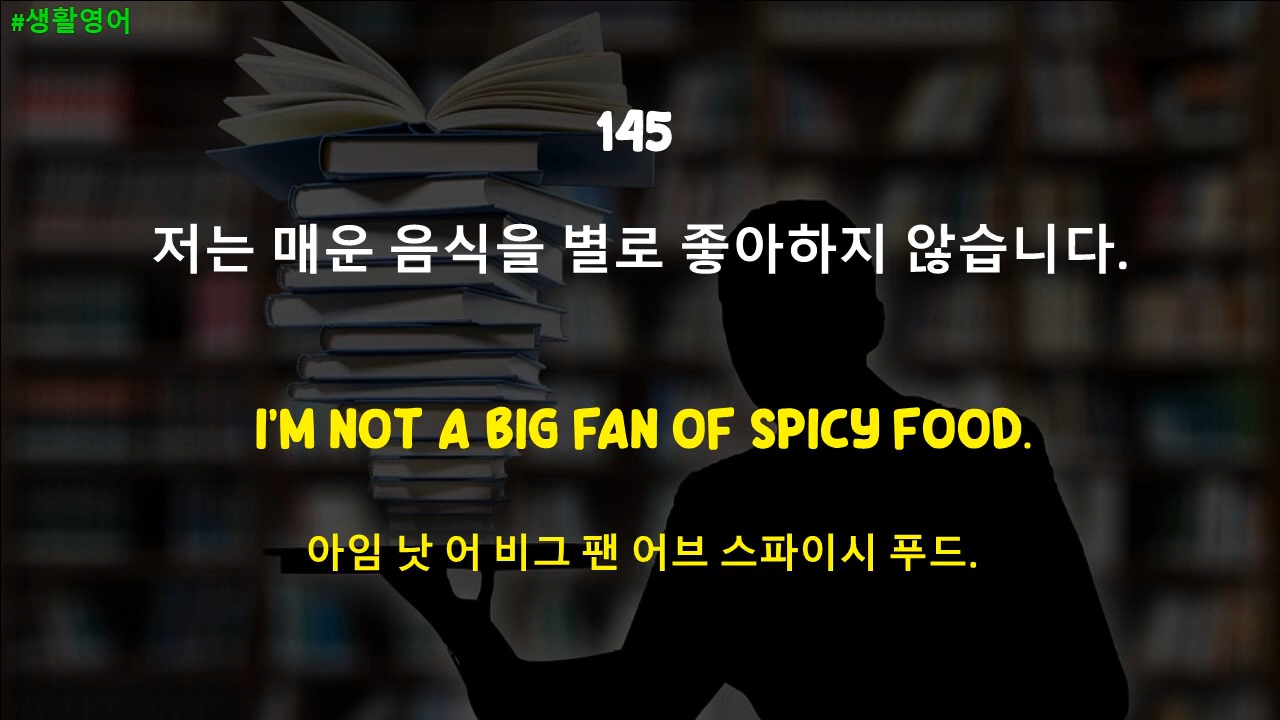 #생활영어
145
저는 매운 음식을 별로 좋아하지 않습니다.
I'M NOT A BIG FAN OF SPICY FOOD.
아임 낫 어 비그 팬 어브 스파이시 푸드.